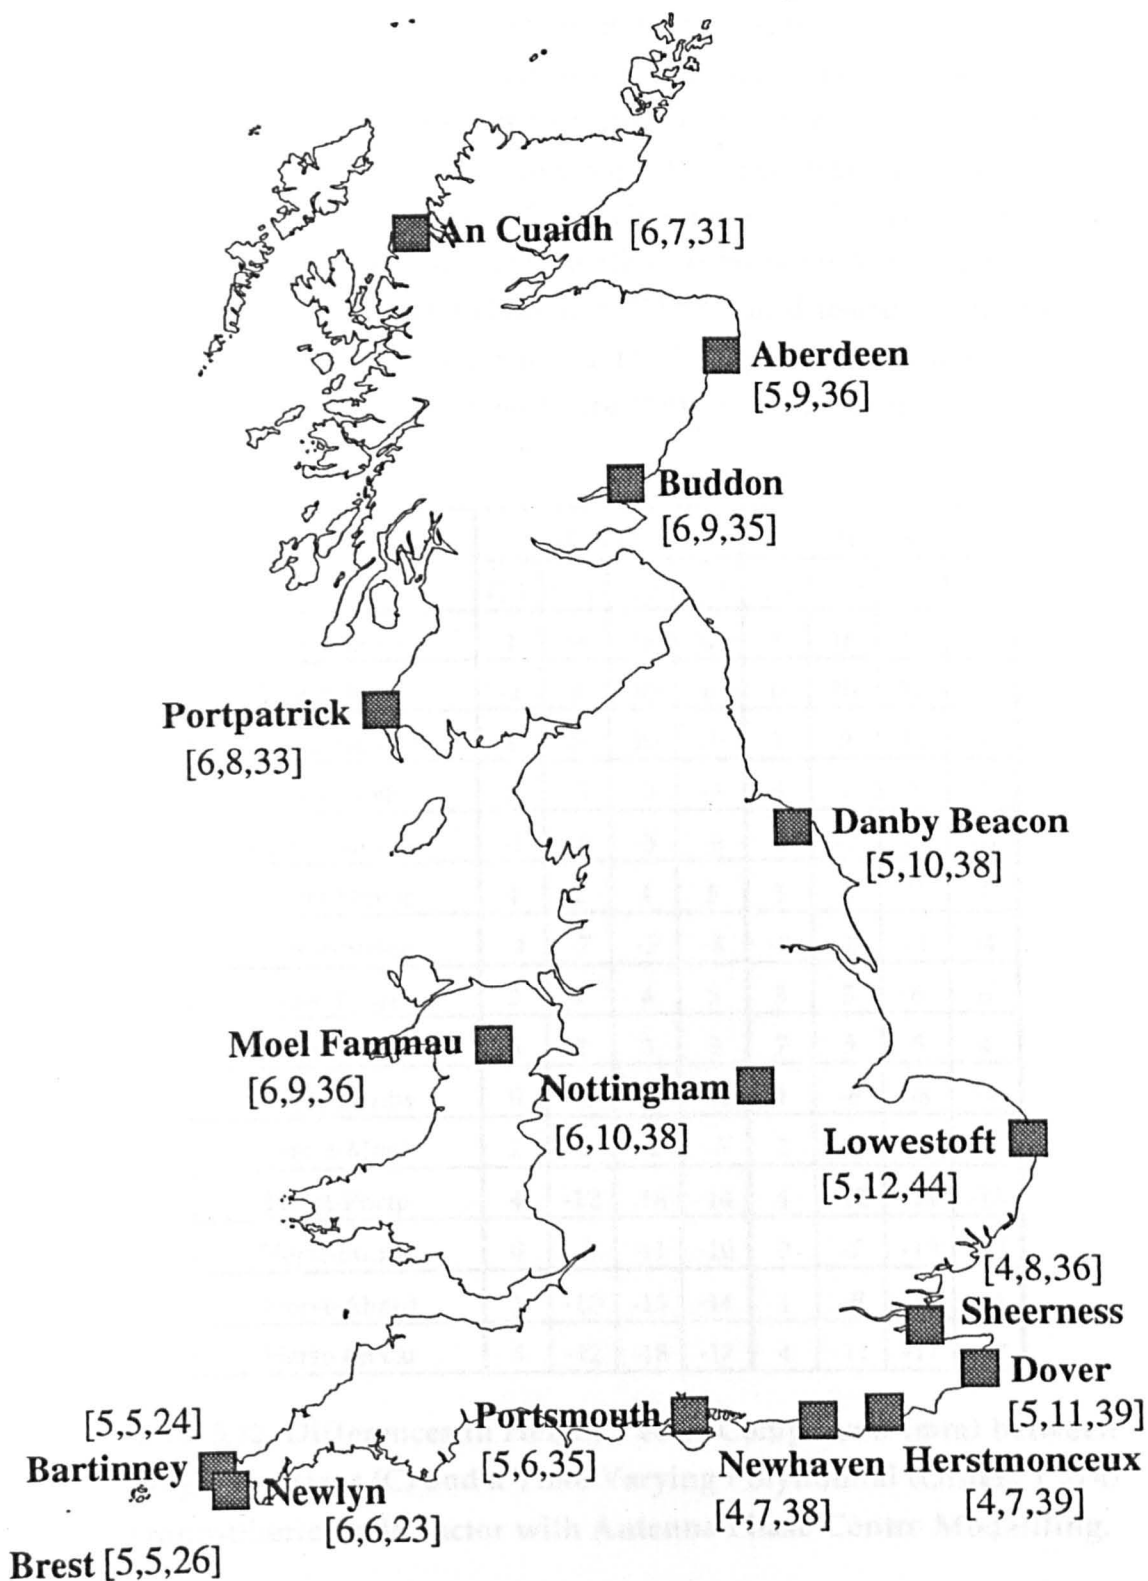 An Cuaidh [6,7,31]
Aberdeen
[5,9,36]
Buddon
[6,9,35]
Portpatrick
[6,8,33]
Danby Beacon
[5,10,38]
Moel Fammau
[6,9,36]
Nottingham
[6,10,38]
Lowestoft
[5,12,44]
[4,8,36]
Sheerness
Dover
[5,11,39]
Portsmouth
[5,6,35]
Newhaven
[4,7,38]
Herstmonceux
[4,7,39]
[5,5,24]
Bartinney
Newlyn
[6,6,23]
Brest [5,5,26]